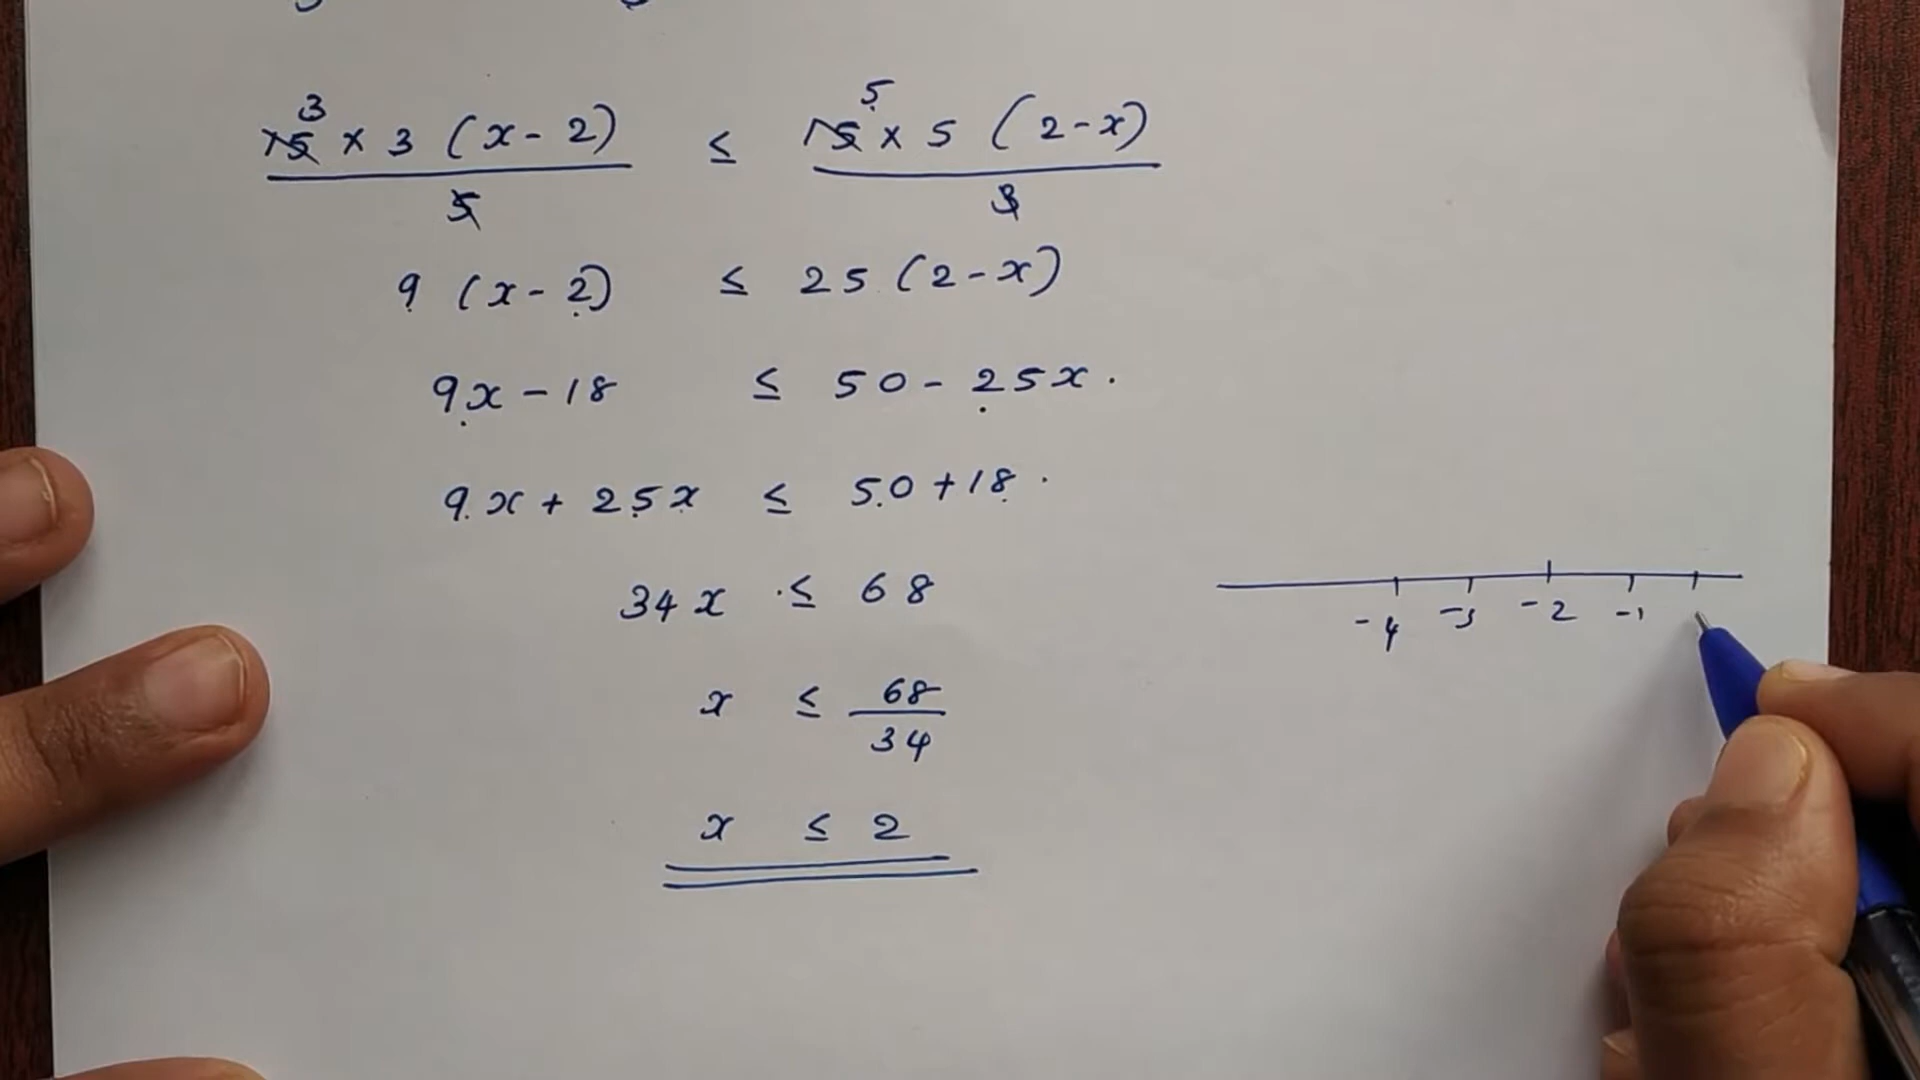 3 5
15 × 3 (x - 2) ≤ 15 × 5 (2 - x)
5 3
9 (x - 2) ≤ 25 (2 - x)
9x - 18 ≤ 50 - 25x.
9x + 25x ≤ 50 + 18.
34x ≤ 68
-4 -3 -2 -1
x ≤ 68
34
x ≤ 2